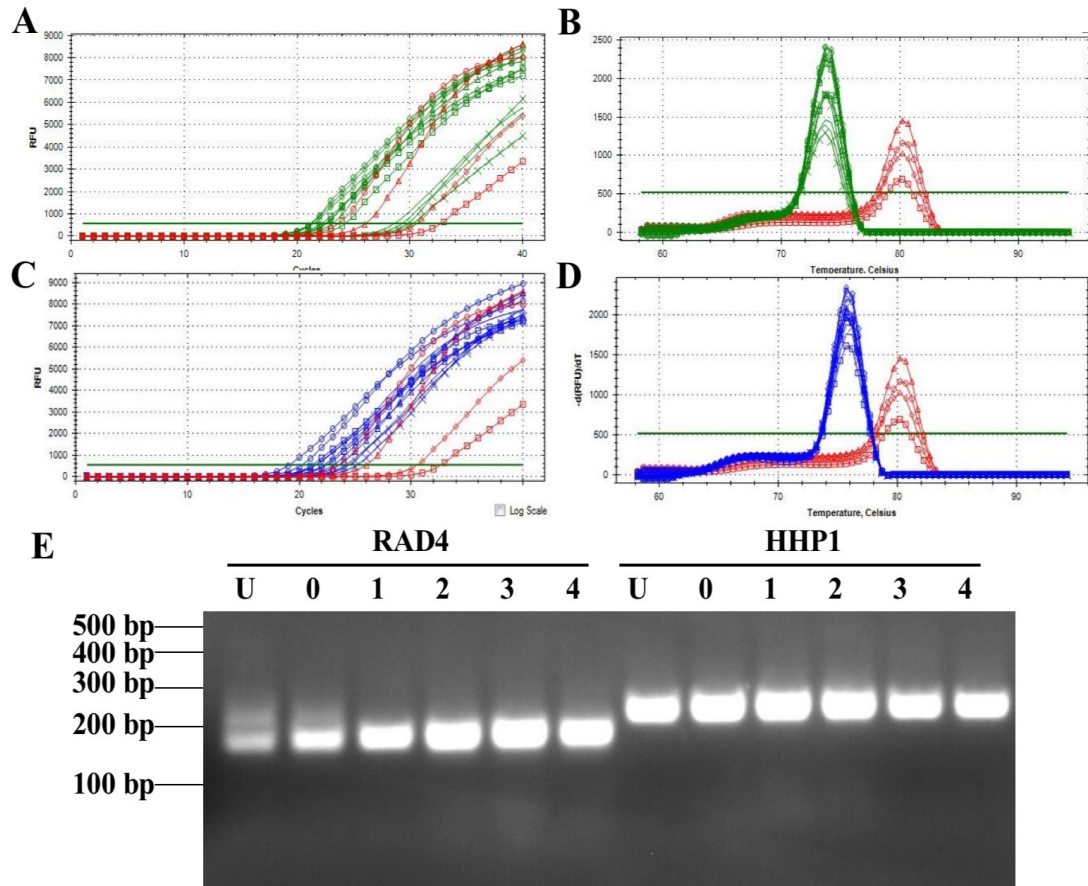 A
RFU
9000
8000
7000
6000
5000
4000
3000
2000
1000
0
0 10 20 30 40
Cycles
B
2500
2000
1500
1000
500
0
60 70 80 90
Temperature. Celsius
C
RFU
9000
8000
7000
6000
5000
4000
3000
2000
1000
0
0 10 20 30 40
Cycles
Log Scale
D
-d(RFU)/dT
2000
1500
1000
500
0
60 70 80 90
Temperature, Celsius
E
RAD4 HHP1
U 0 1 2 3 4 U 0 1 2 3 4
500 bp
400 bp
300 bp
200 bp
100 bp